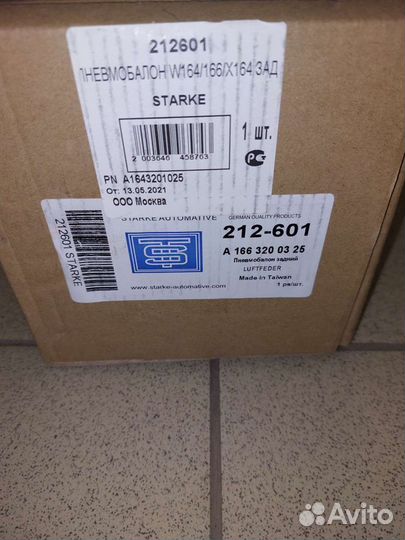 212601
ПНЕВМОБАЛОН W164/166/X164 ЗАД
STARKE
1 шт.
2 003646 458763
PN A1643201025
От: 13.05.2021
ООО Москва
212601 STARKE
STARKE AUTOMATIVE
GERMAN QUALITY PRODUCTS
212-601
A 166 320 03 25
Пневмобалон задний
LUFTFEDER
Made in Taiwan
1 ps/шт.
www.starke-automative.com
Avito